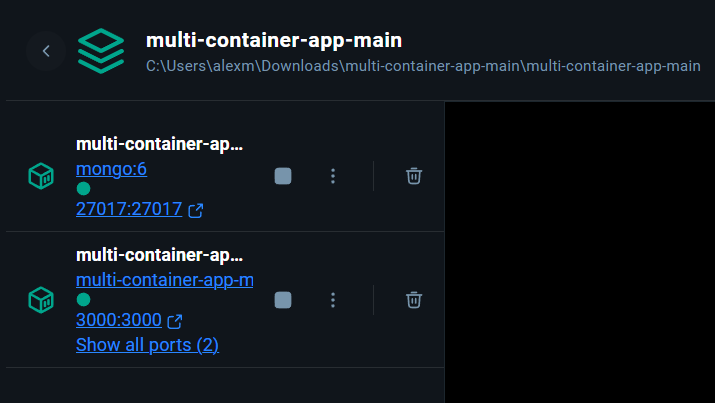 multi-container-app-main
C:\Users\alexm\Downloads\multi-container-app-main\multi-container-app-main
multi-container-ap...
mongo:6
27017:27017
multi-container-ap...
multi-container-app-m
3000:3000
Show all ports (2)